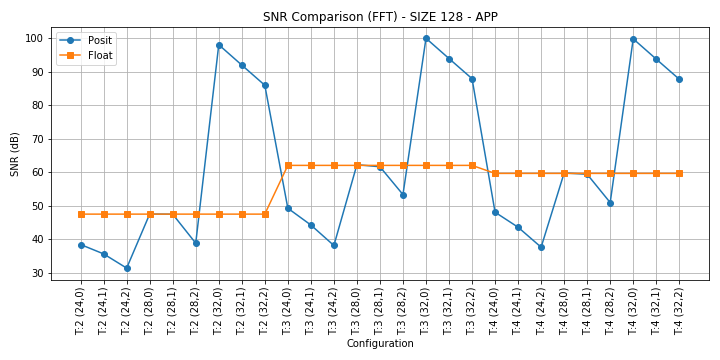 SNR Comparison (FFT) - SIZE 128 - APP
Posit
Float
SNR (dB)
100
90
80
70
60
50
40
30
T:2 (24,0)
T:2 (24,1)
T:2 (24,2)
T:2 (28,0)
T:2 (28,1)
T:2 (28,2)
T:2 (32,0)
T:2 (32,1)
T:2 (32,2)
T:3 (24,0)
T:3 (24,1)
T:3 (24,2)
T:3 (28,0)
T:3 (28,1)
T:3 (28,2)
T:3 (32,0)
T:3 (32,1)
T:3 (32,2)
T:4 (24,0)
T:4 (24,1)
T:4 (24,2)
T:4 (28,0)
T:4 (28,1)
T:4 (28,2)
T:4 (32,0)
T:4 (32,1)
T:4 (32,2)
Configuration